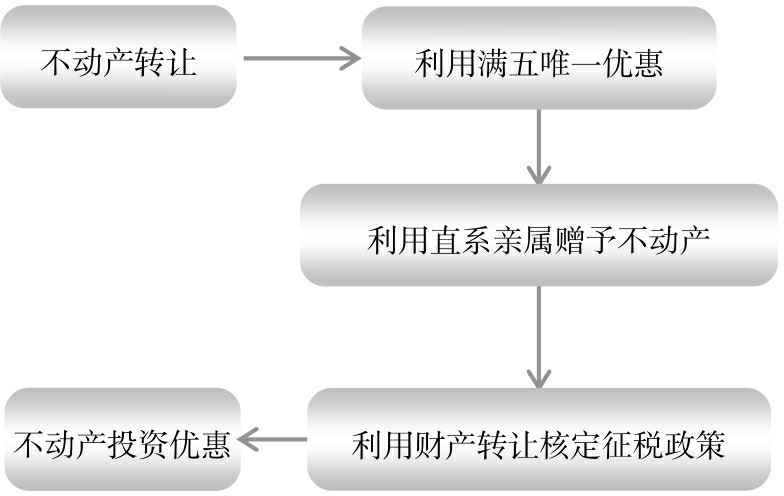 不动产转让
利用满五唯一优惠
利用直系亲属赠予不动产
利用财产转让核定征税政策
不动产投资优惠